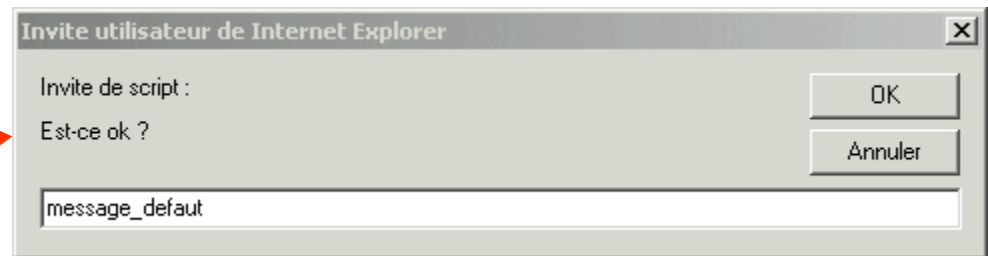 Invite utilisateur de Internet Explorer
Invite de script :
OK
Est-ce ok ?
Annuler
message_defaut